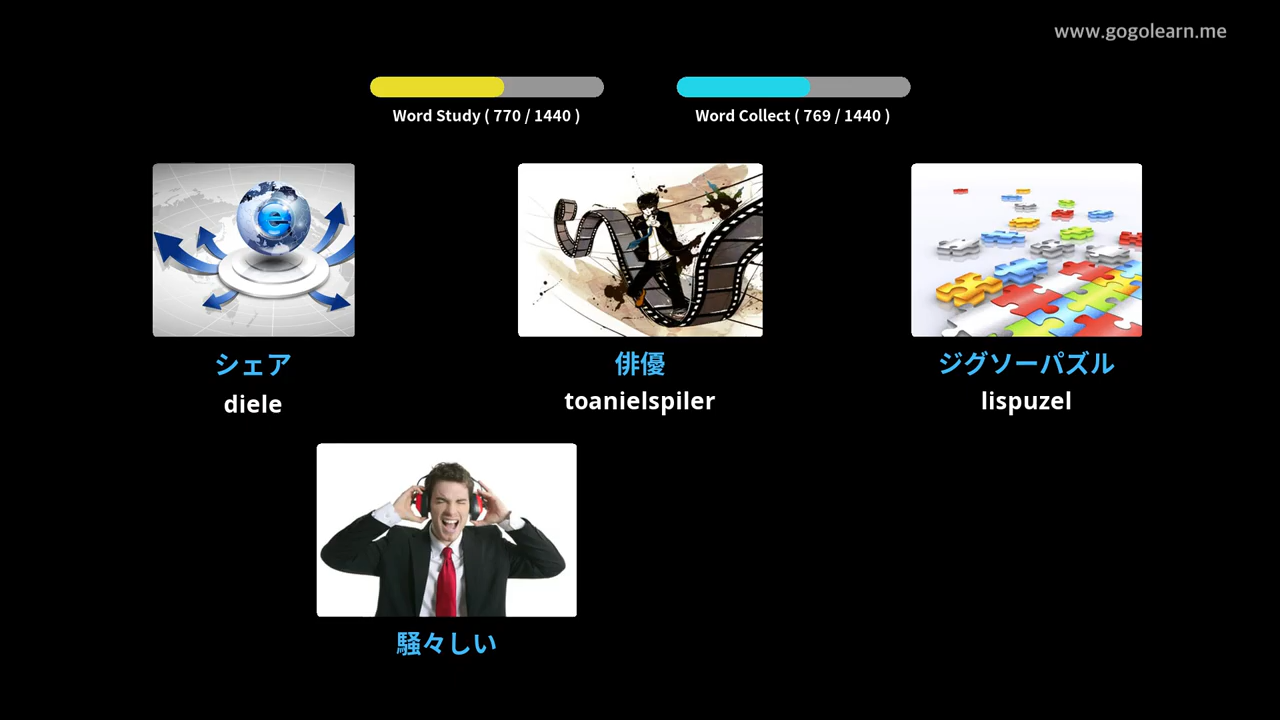 www.gogolearn.me
Word Study ( 770 / 1440 )
Word Collect ( 769 / 1440 )
シェア
diele
俳優
toanielspiler
ジグソーパズル
lispuzel
騒々しい